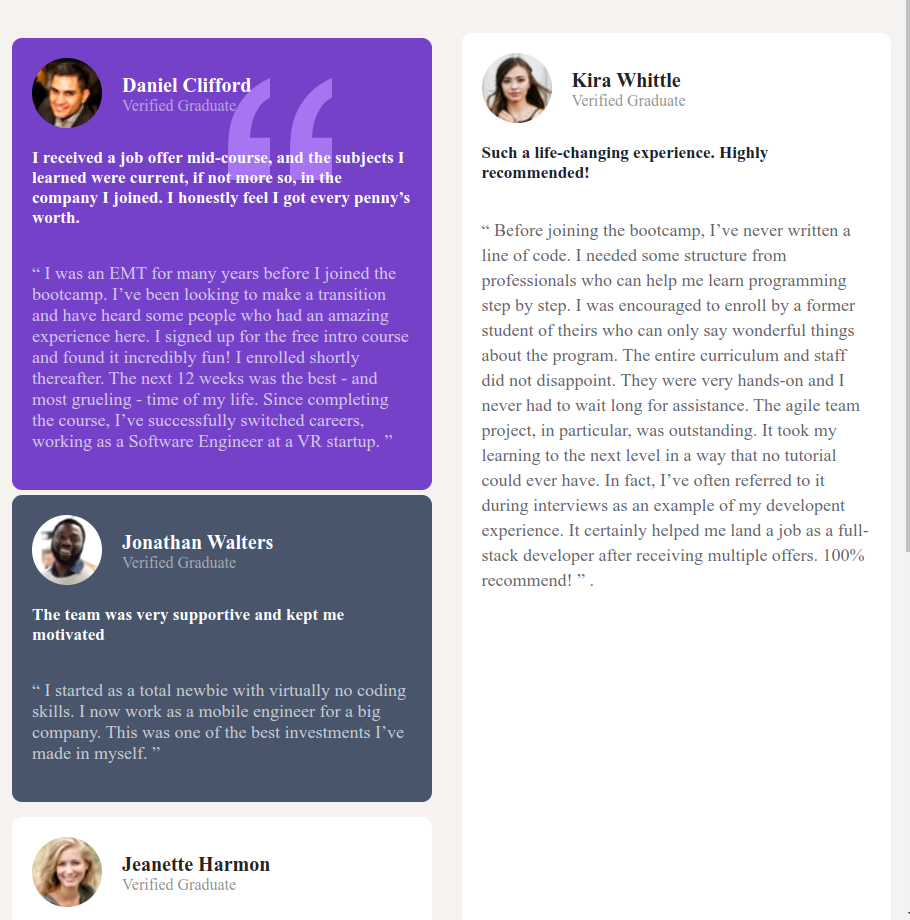 Daniel Clifford
Verified Graduate
I received a job offer mid-course, and the subjects I
learned were current, if not more so, in the
company I joined. I honestly feel I got every penny’s
worth.
“ I was an EMT for many years before I joined the
bootcamp. I’ve been looking to make a transition
and have heard some people who had an amazing
experience here. I signed up for the free intro course
and found it incredibly fun! I enrolled shortly
thereafter. The next 12 weeks was the best - and
most grueling - time of my life. Since completing
the course, I’ve successfully switched careers,
working as a Software Engineer at a VR startup. ”
Jonathan Walters
Verified Graduate
The team was very supportive and kept me
motivated
“ I started as a total newbie with virtually no coding
skills. I now work as a mobile engineer for a big
company. This was one of the best investments I’ve
made in myself. ”
Jeanette Harmon
Verified Graduate
Kira Whittle
Verified Graduate
Such a life-changing experience. Highly
recommended!
“ Before joining the bootcamp, I’ve never written a
line of code. I needed some structure from
professionals who can help me learn programming
step by step. I was encouraged to enroll by a former
student of theirs who can only say wonderful things
about the program. The entire curriculum and staff
did not disappoint. They were very hands-on and I
never had to wait long for assistance. The agile team
project, in particular, was outstanding. It took my
learning to the next level in a way that no tutorial
could ever have. In fact, I’ve often referred to it
during interviews as an example of my developent
experience. It certainly helped me land a job as a full-
stack developer after receiving multiple offers. 100%
recommend! ” .